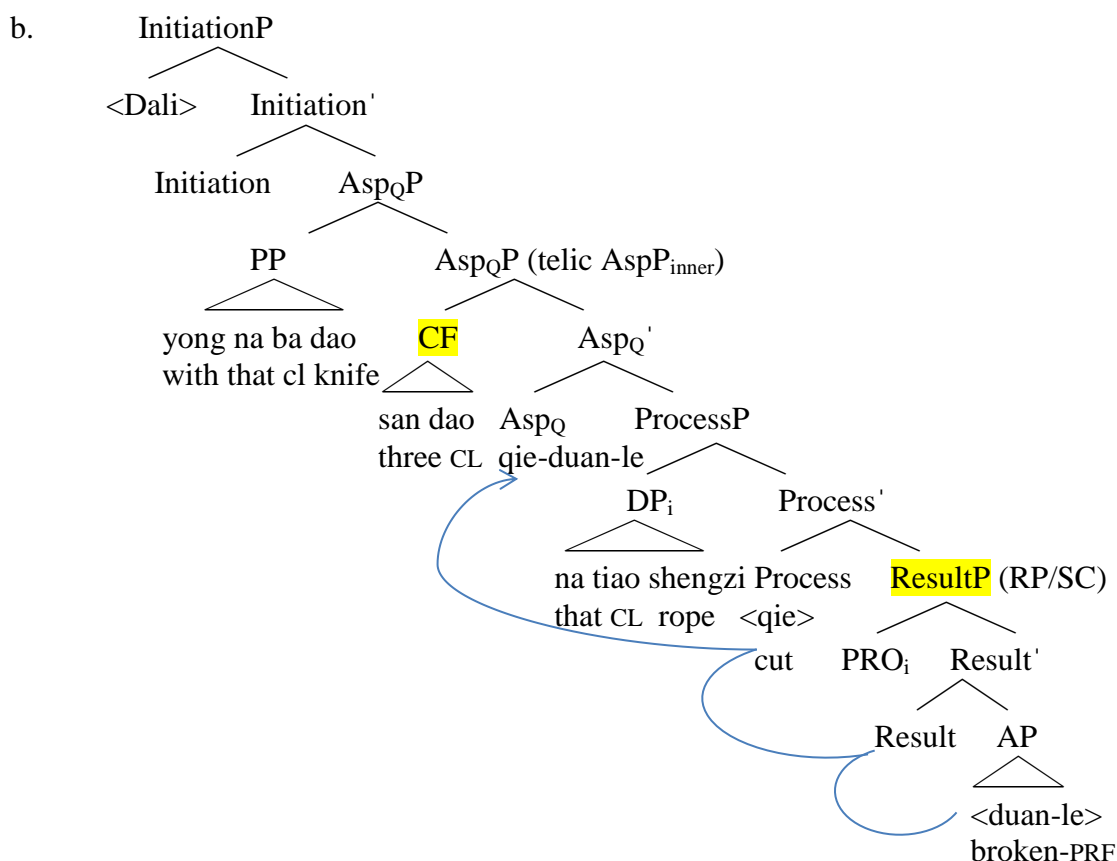 b. InitiationP
<Dali> Initiation'
Initiation AspQP
PP AspQP (telic AspPinner)
yong na ba dao CF AspQ'
with that cl knife
san dao AspQ ProcessP
three CL qie-duan-le
DPi Process'
na tiao shengzi Process ResultP (RP/SC)
that CL rope <qie>
cut PROi Result'
Result AP
<duan-le>
broken-PRF